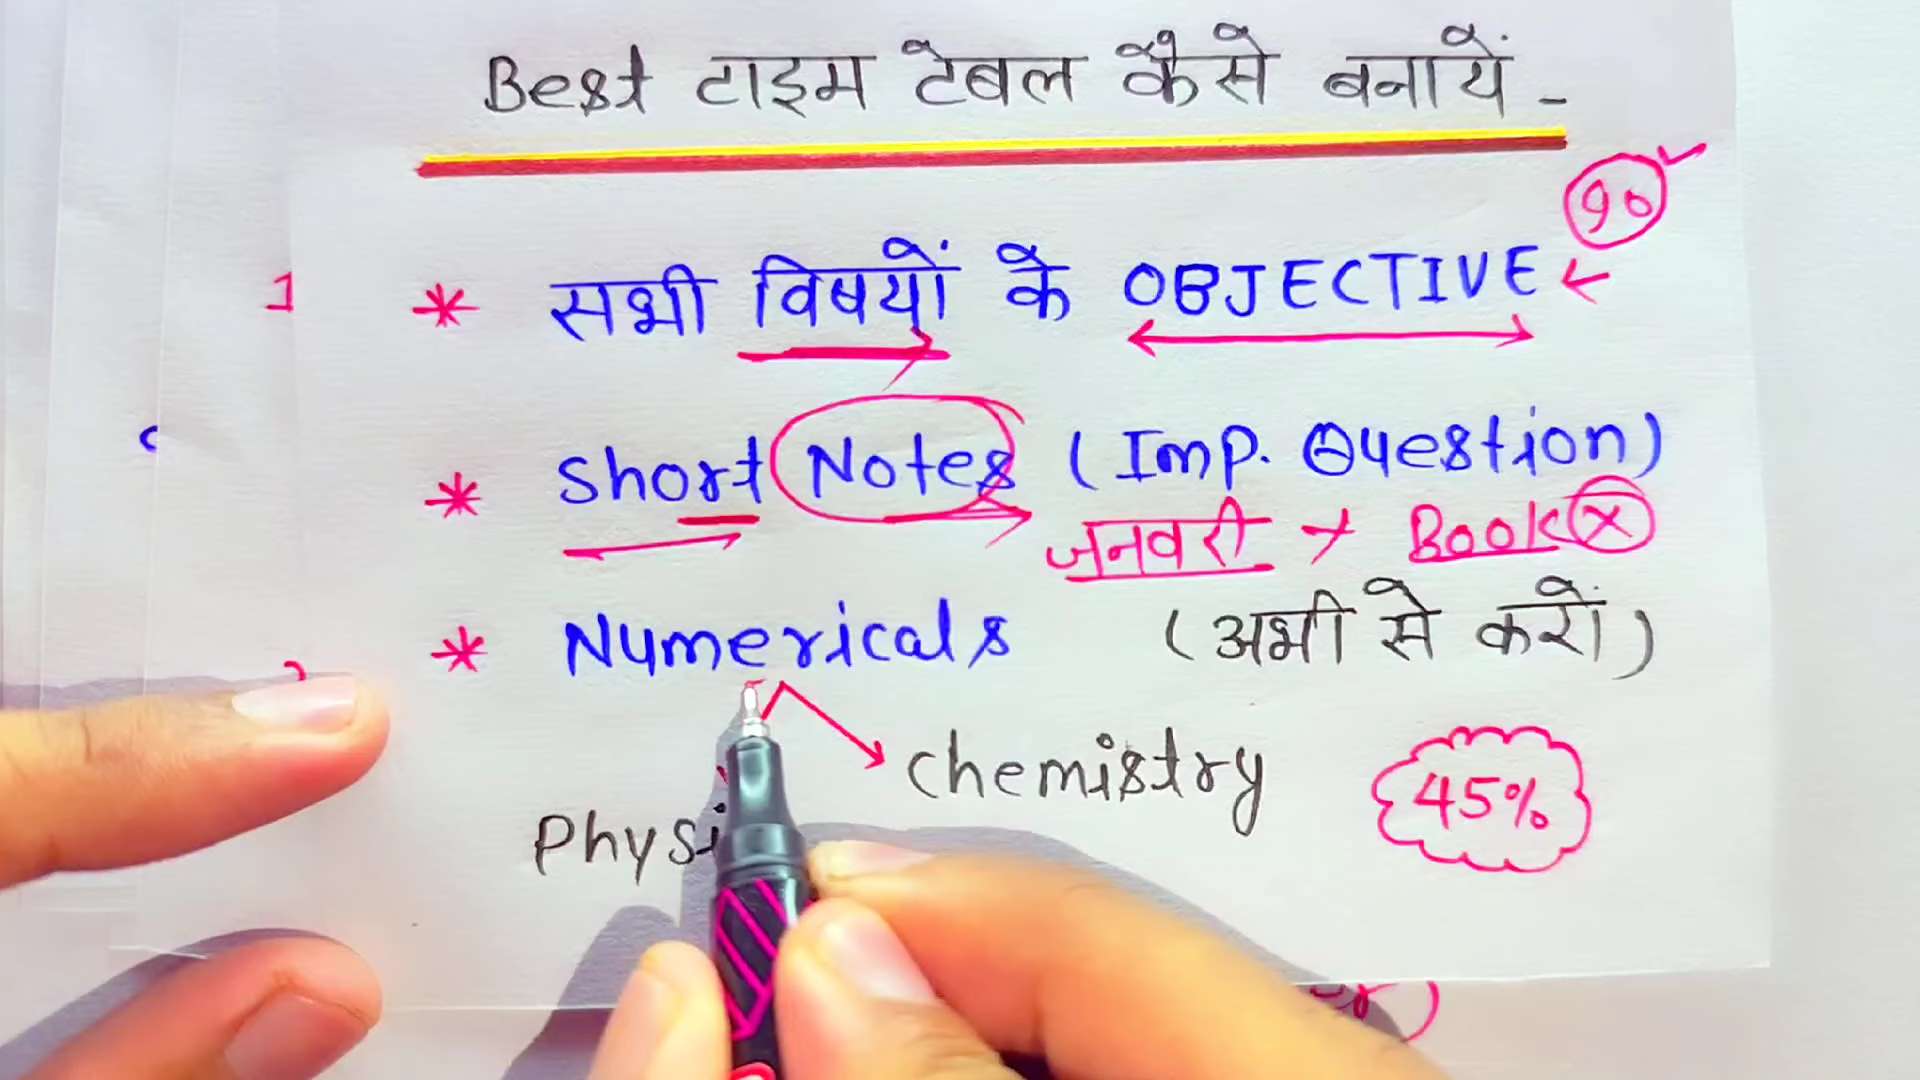 Best टाइम टेबल कैसे बनायें -
90
1 * सभी विषयों के OBJECTIVE
* Short Notes (Imp. Question)
जनवरी Book X
* Numericals (अभी से करों)
Chemistry
45%
Physi